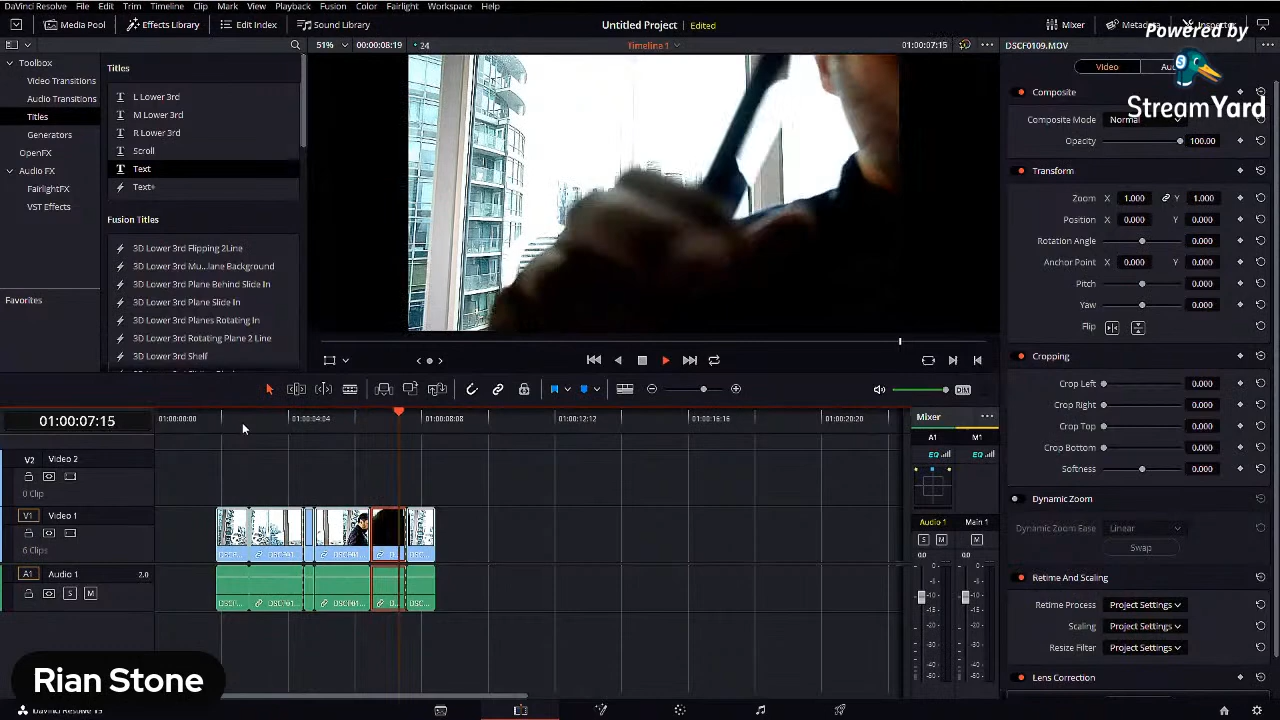 DaVinci Resolve File Edit Trim Timeline Clip Mark View Playback Fusion Color Fairlight Workspace Help
Media Pool Effects Library Edit Index Sound Library Untitled Project Edited Mixer Metadata Inspector
Powered by
StreamYard
51% 00:00:08:19 24 Timeline 1 01:00:07:15 DSCF0109.MOV
Toolbox
Video Transitions
Audio Transitions
Titles
Generators
OpenFX
Audio FX
FairlightFX
VST Effects
Favorites
Titles
L Lower 3rd
M Lower 3rd
R Lower 3rd
Scroll
Text
Text+
Fusion Titles
3D Lower 3rd Flipping 2Line
3D Lower 3rd Mu...lane Background
3D Lower 3rd Plane Behind Slide In
3D Lower 3rd Plane Slide In
3D Lower 3rd Planes Rotating In
3D Lower 3rd Rotating Plane 2 Line
3D Lower 3rd Shelf
Video
Composite
Composite Mode Normal
Opacity 100.00
Transform
Zoom X 1.000 Y 1.000
Position X 0.000 Y 0.000
Rotation Angle 0.000
Anchor Point X 0.000 Y 0.000
Pitch 0.000
Yaw 0.000
Flip
Cropping
Crop Left 0.000
Crop Right 0.000
Crop Top 0.000
Crop Bottom 0.000
Softness 0.000
Dynamic Zoom
Dynamic Zoom Ease Linear
Swap
Retime And Scaling
Retime Process Project Settings
Scaling Project Settings
Resize Filter Project Settings
Lens Correction
DIM
01:00:07:15 01:00:00:00 01:00:04:04 01:00:08:08 01:00:12:12 01:00:16:16 01:00:20:20
V2 Video 2
0 Clip
V1 Video 1
6 Clips
A1 Audio 1 2.0
S M
Mixer
A1 M1
EQ EQ
Audio 1 Main 1
S M M
0.0 0.0
Rian Stone